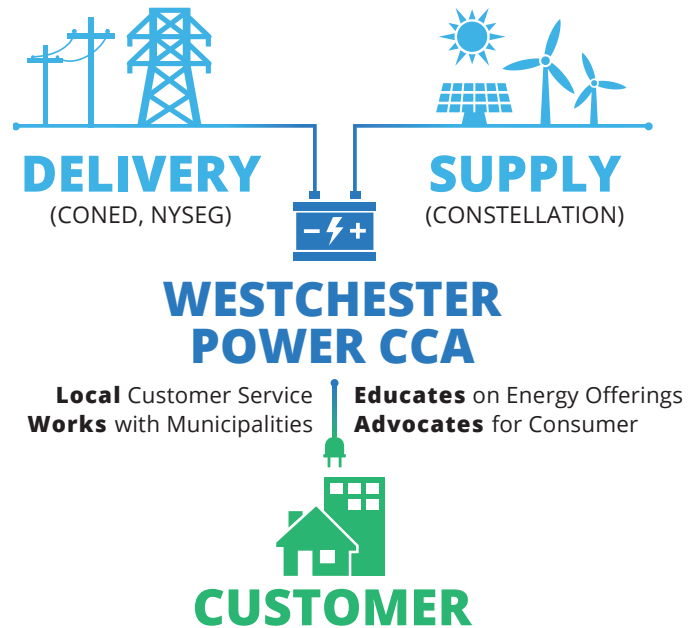 DELIVERY
(CONED, NYSEG)
SUPPLY
(CONSTELLATION)
WESTCHESTER
POWER CCA
Local Customer Service
Works with Municipalities
Educates on Energy Offerings
Advocates for Consumer
CUSTOMER